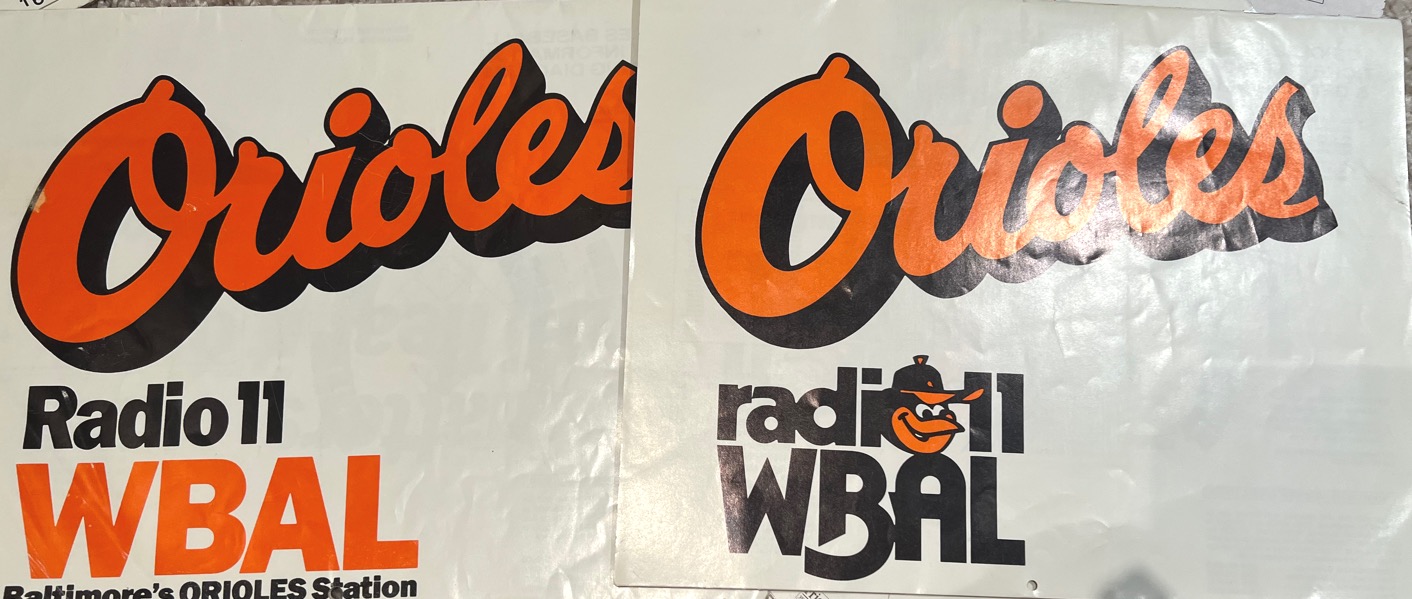 Orioles
Radio 11
WBAL
Baltimore's ORIOLES Station
Orioles
radio 11
WBAL